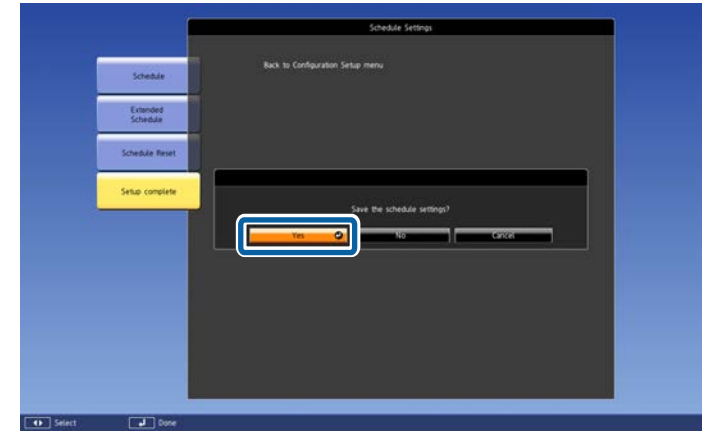 Schedule Settings
Back to Configuration Setup menu
Schedule
Extended
Schedule
Schedule Reset
Setup complete
Save the schedule settings?
Yes
No
Cancel
Select
Done